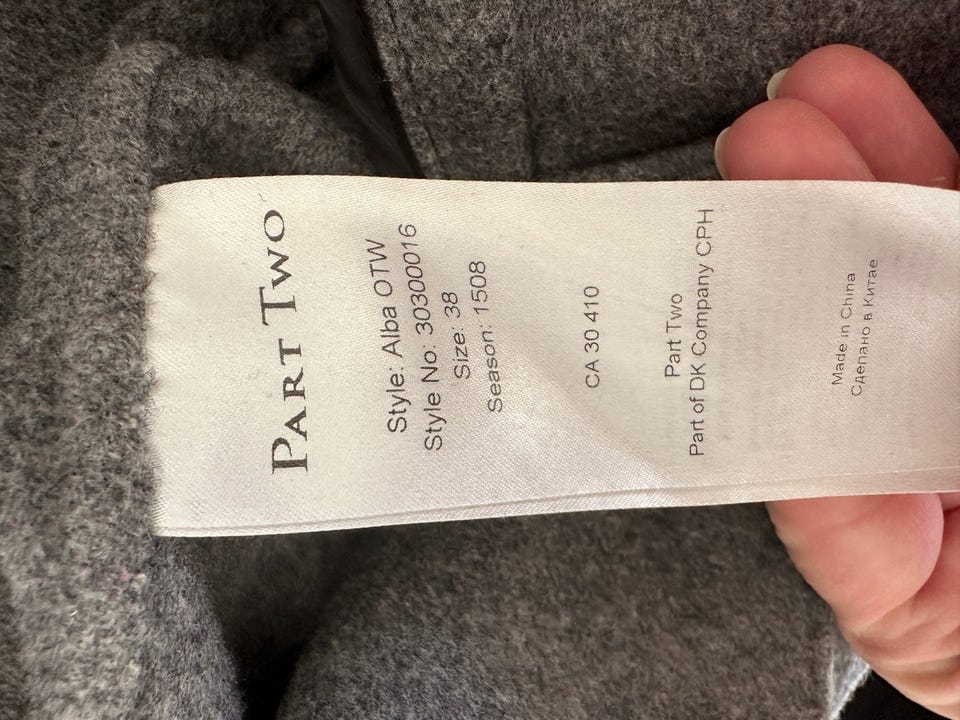 PART TWO
Style: Alba OTW
Style No: 30300016
Size: 38
Season: 1508
CA 30 410
Part Two
Part of DK Company CPH
Made in China
Сделано в Китае